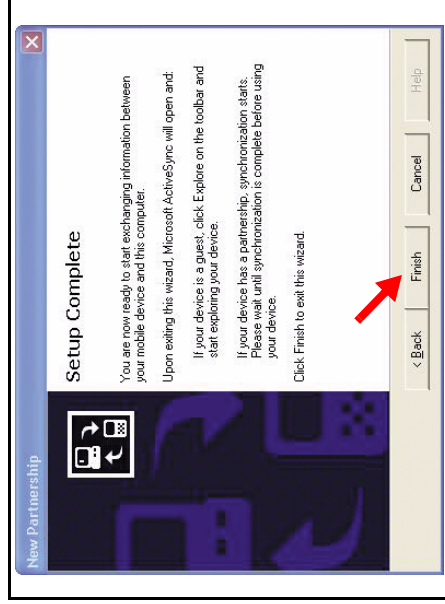 New Partnership
Setup Complete
You are now ready to start exchanging information between
your mobile device and this computer.
Upon exiting this wizard, Microsoft ActiveSync will open and:
If your device is a guest, click Explore on the toolbar and
start exploring your device.
If your device has a partnership, synchronization starts.
Please wait until synchronization is complete before using
your device.
Click Finish to exit this wizard.
< Back
Finish
Cancel
Help